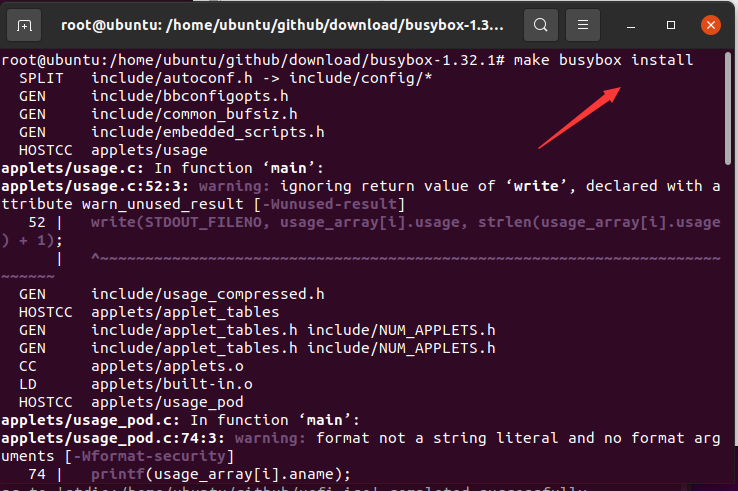 root@ubuntu: /home/ubuntu/github/download/busybox-1.3...
root@ubuntu:/home/ubuntu/github/download/busybox-1.32.1# make busybox install
  SPLIT   include/autoconf.h -> include/config/*
  GEN     include/bbconfigopts.h
  GEN     include/common_bufsiz.h
  GEN     include/embedded_scripts.h
  HOSTCC  applets/usage
applets/usage.c: In function ‘main’:
applets/usage.c:52:3: warning: ignoring return value of ‘write’, declared with a
ttribute warn_unused_result [-Wunused-result]
   52 |   write(STDOUT_FILENO, usage_array[i].usage, strlen(usage_array[i].usage
) + 1);
      |   ^~~~~~~~~~~~~~~~~~~~~~~~~~~~~~~~~~~~~~~~~~~~~~~~~~~~~~~~~~~~~~~~~~~~~~
~~~~~~
  GEN     include/usage_compressed.h
  HOSTCC  applets/applet_tables
  GEN     include/applet_tables.h include/NUM_APPLETS.h
  GEN     include/applet_tables.h include/NUM_APPLETS.h
  CC      applets/applets.o
  LD      applets/built-in.o
  HOSTCC  applets/usage_pod
applets/usage_pod.c: In function ‘main’:
applets/usage_pod.c:74:3: warning: format not a string literal and no format arg
uments [-Wformat-security]
   74 |   printf(usage_array[i].aname);